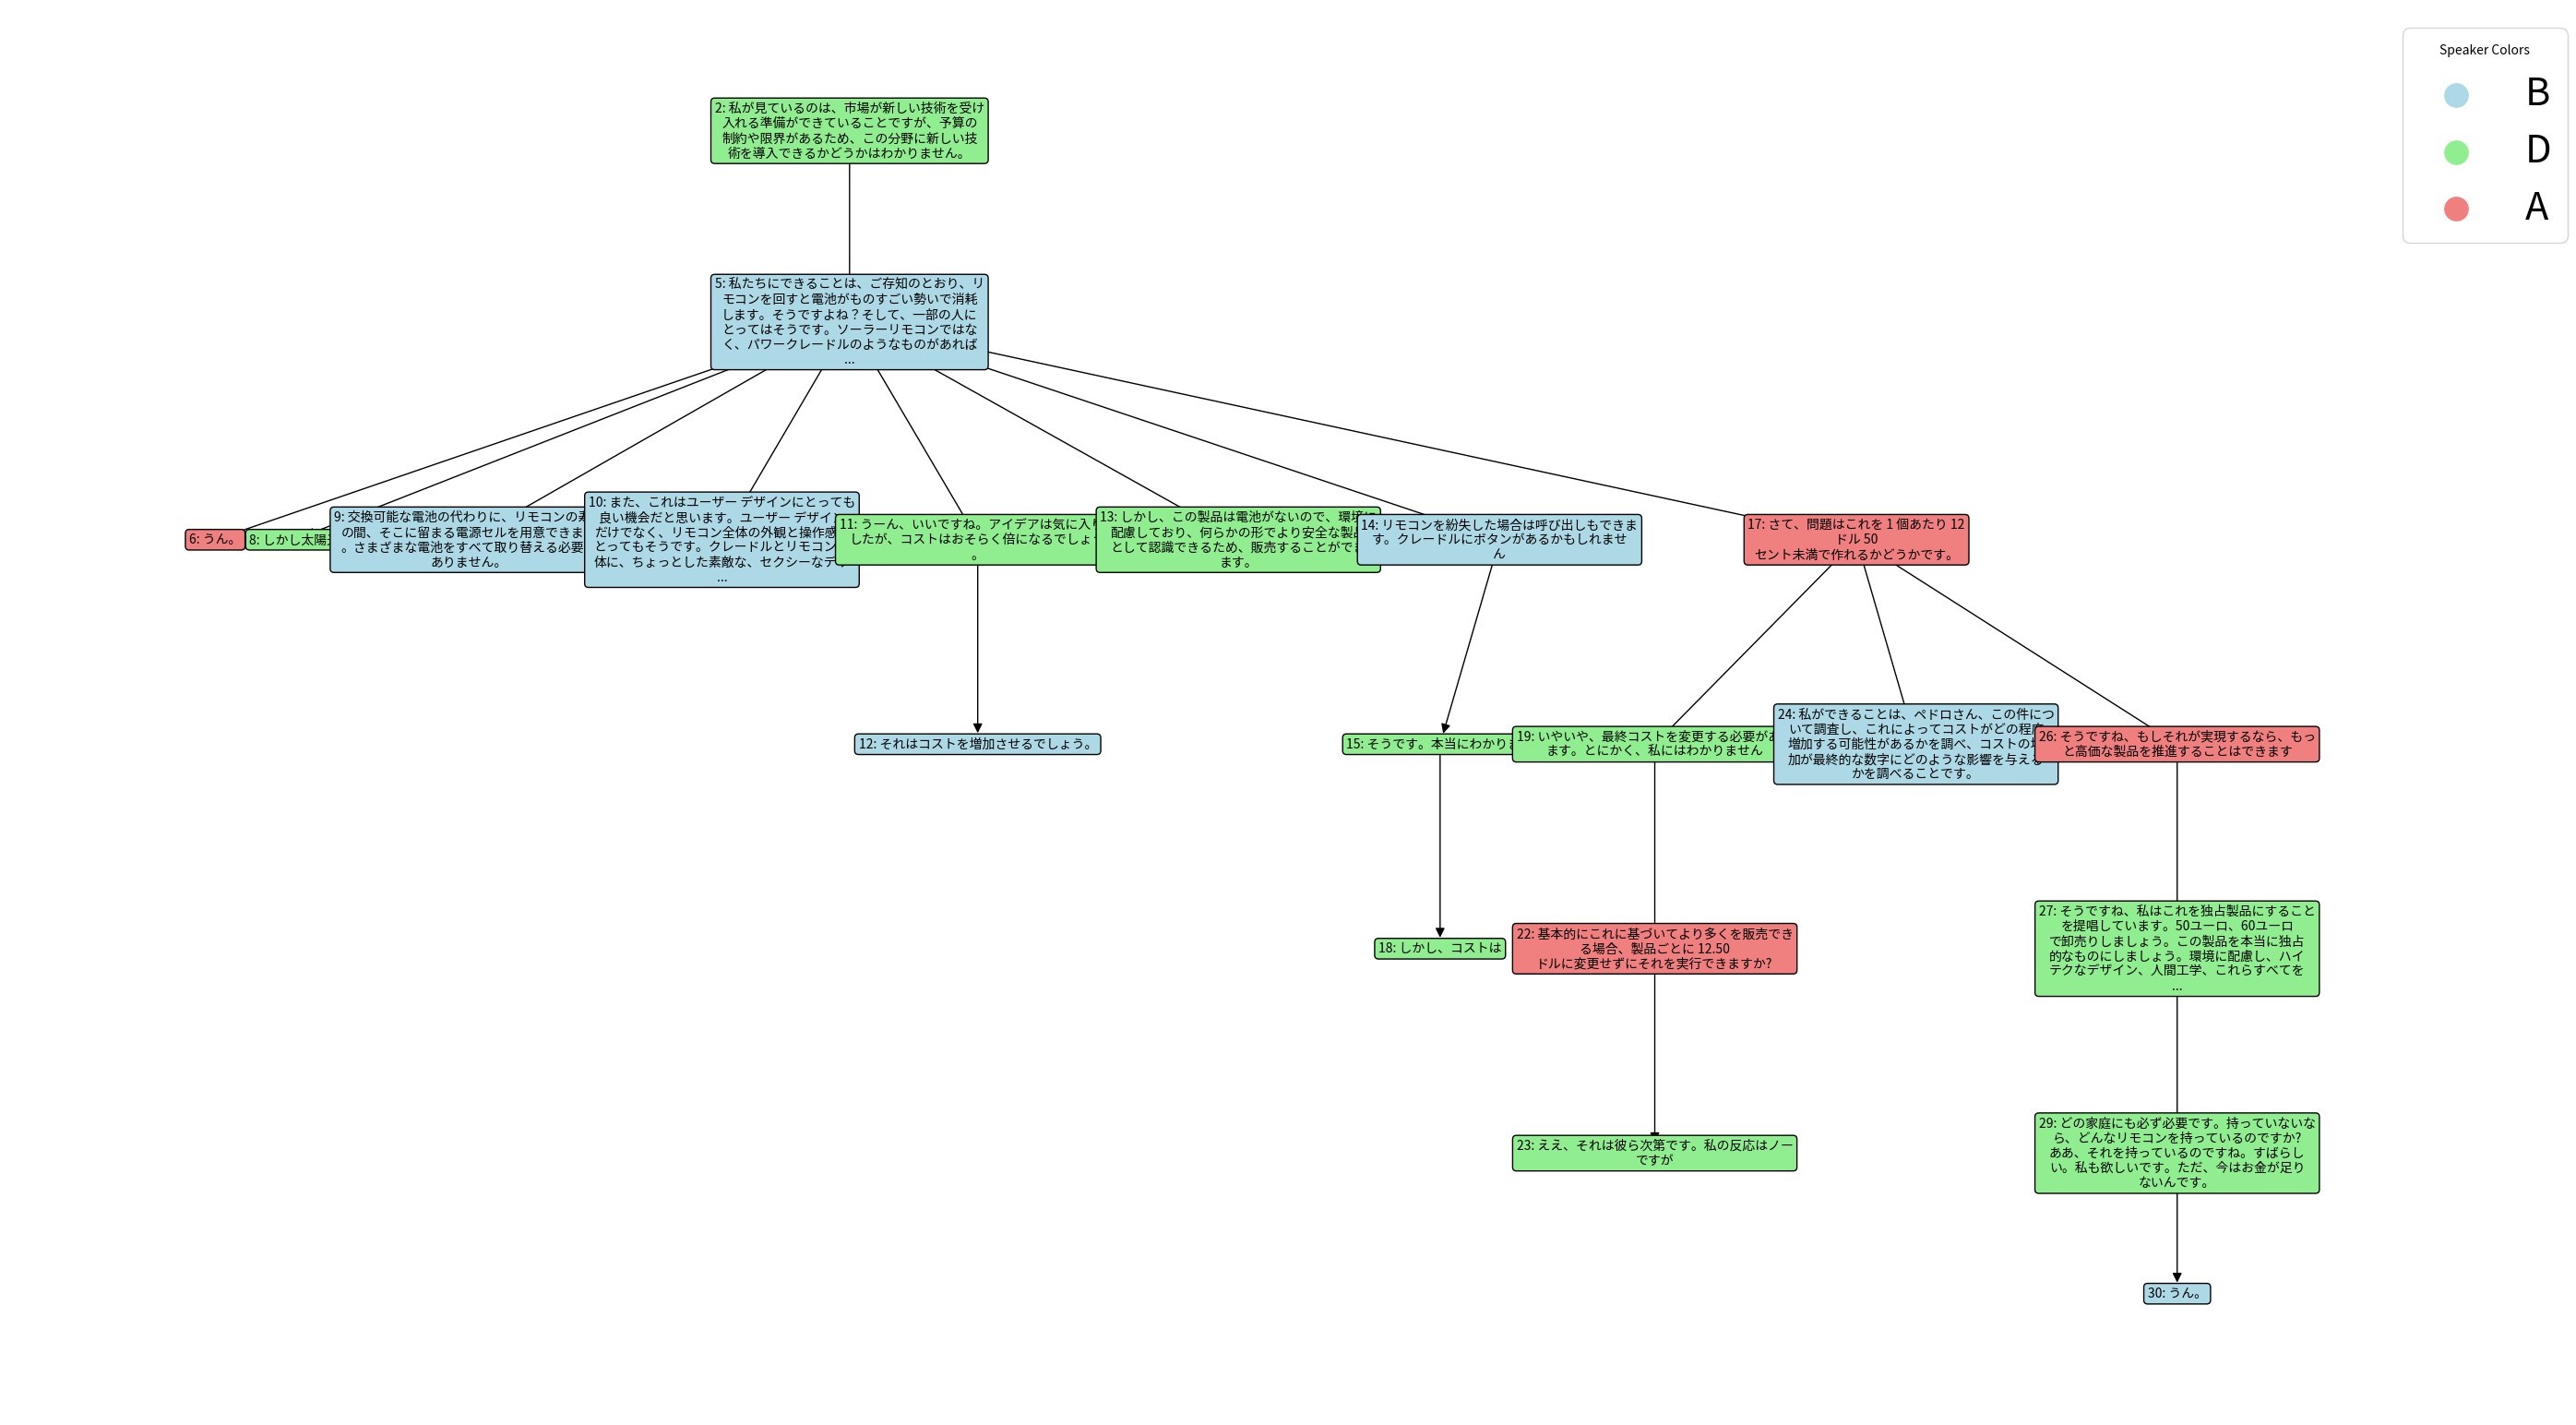 Speaker Colors
B
D
A
2: 私が見ているのは、市場が新しい技術を受け
入れる準備ができていることですが、予算の
制約や限界があるため、この分野に新しい技
術を導入できるかどうかはわかりません。
5: 私たちにできることは、ご存知のとおり、リ
モコンを回すと電池がものすごい勢いで消耗
します。そうですよね？そして、一部の人に
とってはそうです。ソーラーリモコンではな
く、パワークレードルのようなものがあれば
...
6: うん。
8: しかし太陽
9: 交換可能な電池の代わりに、リモコンの
の間、そこに留まる電源セルを用意できま
。さまざまな電池をすべて取り替える必要
ありません。
10: また、これはユーザー デザインにとっても
良い機会だと思います。ユーザー デザイン
だけでなく、リモコン全体の外観と操作感
とってもそうです。クレードルとリモコン
体に、ちょっとした素敵な、セクシーなデ
...
11: うーん、いいですね。アイデアは気に入
したが、コストはおそらく倍になるでしょ
。
13: しかし、この製品は電池がないので、環境
配慮しており、何らかの形でより安全な製品
として認識できるため、販売することができ
ます。
14: リモコンを紛失した場合は呼び出しもできま
す。クレードルにボタンがあるかもしれませ
ん
17: さて、問題はこれを 1 個あたり 12
ドル 50
セント未満で作れるかどうかです。
12: それはコストを増加させるでしょう。
15: そうです。本当にわかり
19: いやいや、最終コストを変更する必要があ
ます。とにかく、私にはわかりません
24: 私ができることは、ペドロさん、この件につ
いて調査し、これによってコストがどの程度
増加する可能性があるかを調べ、コストの増
加が最終的な数字にどのような影響を与える
かを調べることです。
26: そうですね、もしそれが実現するなら、もっ
と高価な製品を推進することはできます
18: しかし、コストは
22: 基本的にこれに基づいてより多くを販売でき
る場合、製品ごとに 12.50
ドルに変更せずにそれを実行できますか?
27: そうですね、私はこれを独占製品にすること
を提唱しています。50ユーロ、60ユーロ
で卸売りしましょう。この製品を本当に独占
的なものにしましょう。環境に配慮し、ハイ
テクなデザイン、人間工学、これらすべてを
...
23: ええ、それは彼ら次第です。私の反応はノー
ですが
29: どの家庭にも必ず必要です。持っていないな
ら、どんなリモコンを持っているのですか?
ああ、それを持っているのですね。すばらし
い。私も欲しいです。ただ、今はお金が足り
ないんです。
30: うん。